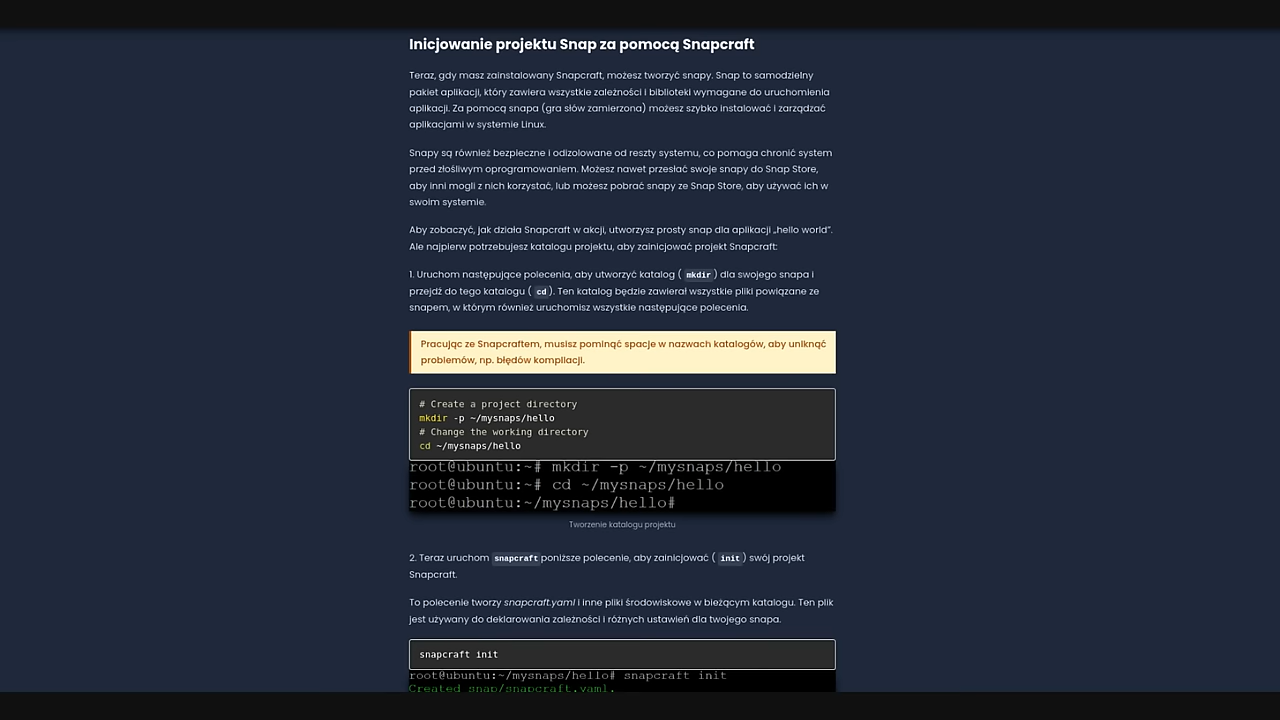 Inicjowanie projektu Snap za pomocą Snapcraft
Teraz, gdy masz zainstalowany Snapcraft, możesz tworzyć snapy. Snap to samodzielny
pakiet aplikacji, który zawiera wszystkie zależności i biblioteki wymagane do uruchomienia
aplikacji. Za pomocą snapa (gra słów zamierzona) możesz szybko instalować i zarządzać
aplikacjami w systemie Linux.
Snapy są również bezpieczne i odizolowane od reszty systemu, co pomaga chronić system
przed złośliwym oprogramowaniem. Możesz nawet przesłać swoje snapy do Snap Store,
aby inni mogli z nich korzystać, lub możesz pobrać snapy ze Snap Store, aby używać ich w
swoim systemie.
Aby zobaczyć, jak działa Snapcraft w akcji, utworzysz prosty snap dla aplikacji „hello world”.
Ale najpierw potrzebujesz katalogu projektu, aby zainicjować projekt Snapcraft:
1. Uruchom następujące polecenia, aby utworzyć katalog ( mkdir ) dla swojego snapa i
przejdź do tego katalogu ( cd ). Ten katalog będzie zawierał wszystkie pliki powiązane ze
snapem, w którym również uruchomisz wszystkie następujące polecenia.
Pracując ze Snapcraftem, musisz pominąć spacje w nazwach katalogów, aby uniknąć
problemów, np. błędów kompilacji.
# Create a project directory
mkdir -p ~/mysnaps/hello
# Change the working directory
cd ~/mysnaps/hello
root@ubuntu:~# mkdir -p ~/mysnaps/hello
root@ubuntu:~# cd ~/mysnaps/hello
root@ubuntu:~/mysnaps/hello#
Tworzenie katalogu projektu
2. Teraz uruchom snapcraft poniższe polecenie, aby zainicjować ( init ) swój projekt
Snapcraft.
To polecenie tworzy snapcraft.yaml i inne pliki środowiskowe w bieżącym katalogu. Ten plik
jest używany do deklarowania zależności i różnych ustawień dla twojego snapa.
snapcraft init
root@ubuntu:~/mysnaps/hello# snapcraft init
Created snap/snapcraft.yaml.